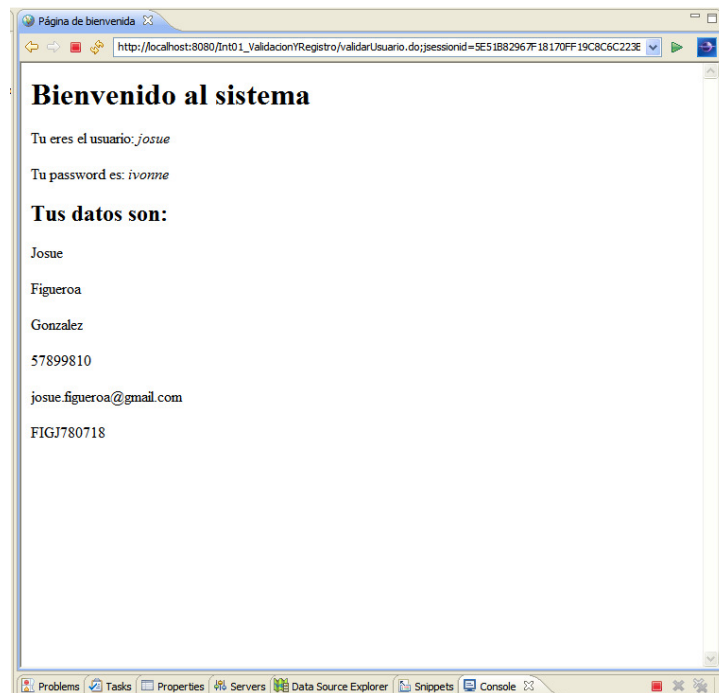 Página de bienvenida
http://localhost:8080/Int01_ValidacionYRegistro/validarUsuario.do;jsessionid=5E51B82967F18170FF19C8C6C223E
Bienvenido al sistema
Tu eres el usuario: josue
Tu password es: ivonne
Tus datos son:
Josue
Figueroa
Gonzalez
57899810
josue.figueroa@gmail.com
FIGJ780718
Problems Tasks Properties Servers Data Source Explorer Snippets Console